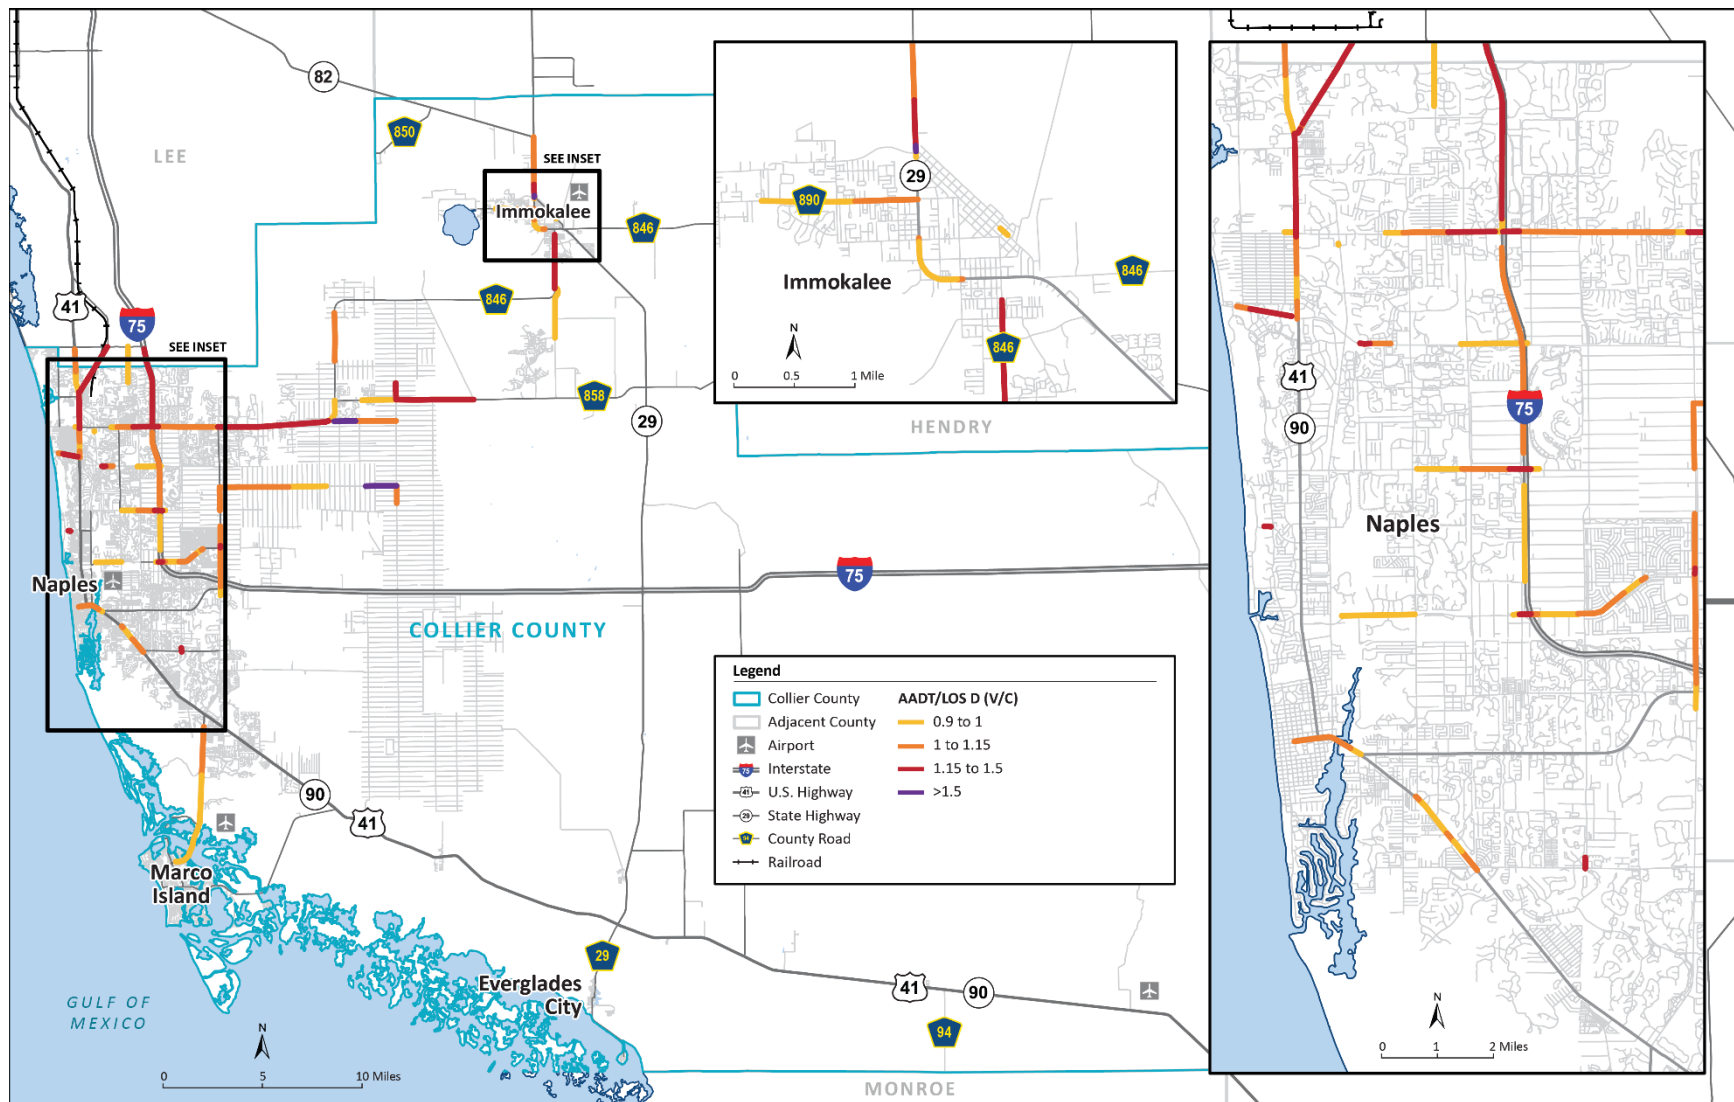 82
850
LEE
SEE INSET
Immokalee
846
41
75
846
SEE INSET
858
29
Naples
COLLIER COUNTY
75
90
41
Marco
Island
Everglades
City
29
41
90
94
GULF OF
MEXICO
N
0 5 10 Miles
MONROE
HENDRY
29
890
Immokalee
846
846
N
0 0.5 1 Mile
Legend
Collier County
Adjacent County
Airport
75 Interstate
41 U.S. Highway
29 State Highway
94 County Road
Railroad
AADT/LOS D (V/C)
0.9 to 1
1 to 1.15
1.15 to 1.5
>1.5
41
75
90
Naples
N
0 1 2 Miles